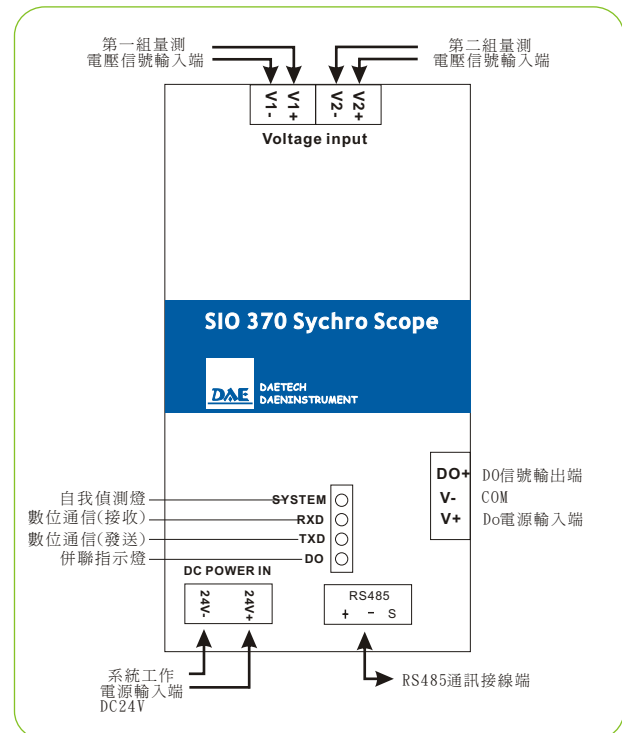 第一組量測
電壓信號輸入端
第二組量測
電壓信號輸入端
V1-
V1+
V2-
V2+
Voltage input
SIO 370 Sychro Scope
DAE
DAETECH
DAENINSTRUMENT
DO+ DO信號輸出端
V- COM
V+ Do電源輸入端
自我偵測燈 SYSTEM
數位通信(接收) RXD
數位通信(發送) TXD
併聯指示燈 DO
DC POWER IN
24V-
24V+
RS485
+ - S
系統工作
電源輸入端
DC24V
RS485通訊接線端